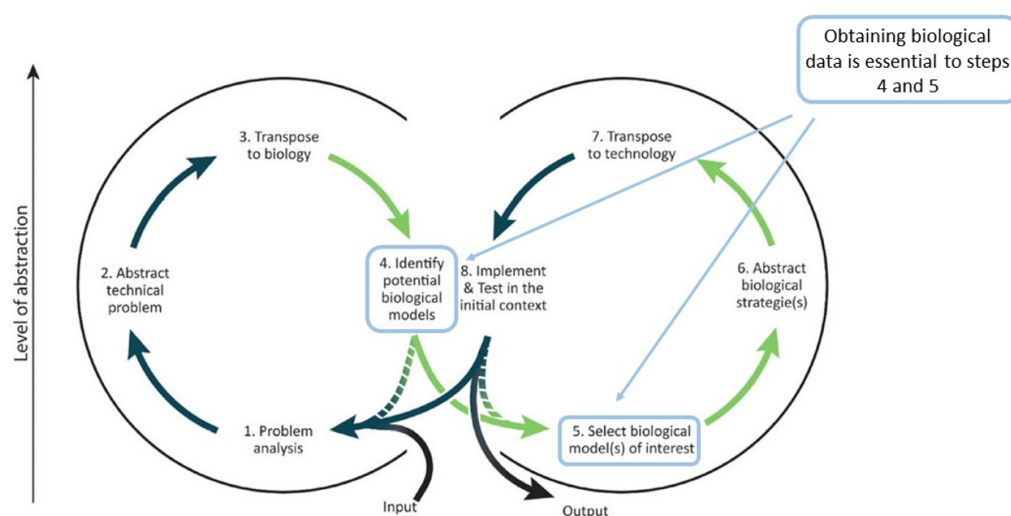 Obtaining biological
data is essential to steps
4 and 5
Level of abstraction
3. Transpose
to biology
7. Transpose
to technology
2. Abstract
technical
problem
4. Identify
potential
biological
models
8. Implement
& Test in the
initial context
6. Abstract
biological
strategie(s)
1. Problem
analysis
5. Select biological
model(s) of interest
Input
Output